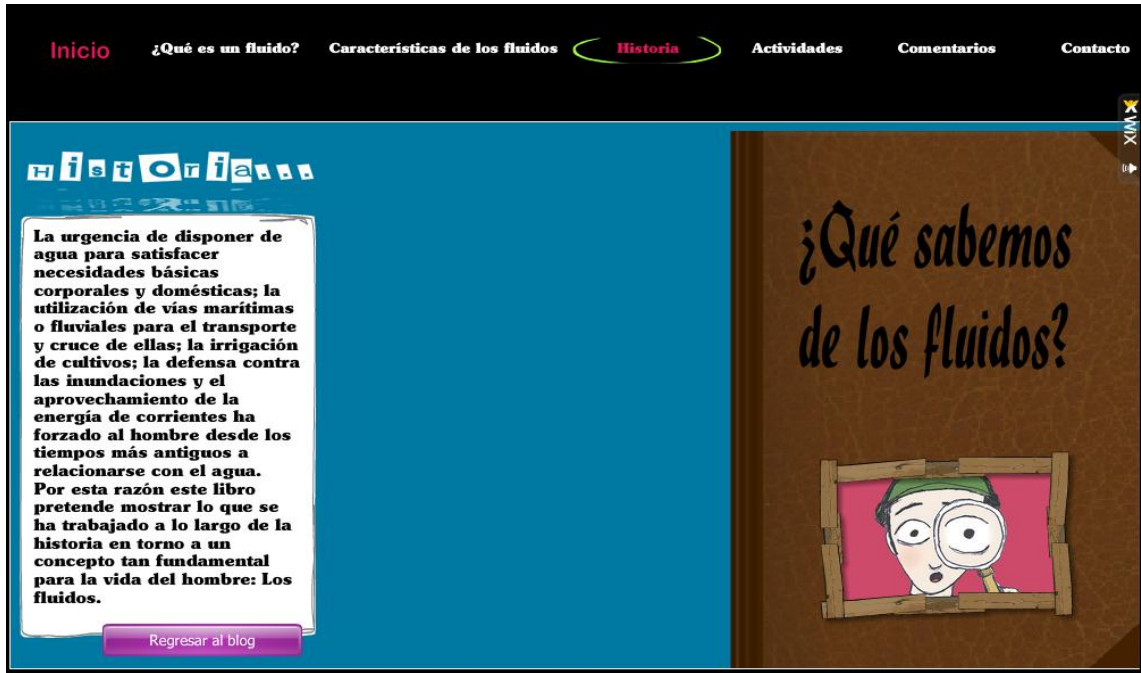 Inicio ¿Qué es un fluido? Características de los fluidos Historia Actividades Comentarios Contacto
WiX
Historia...
La urgencia de disponer de
agua para satisfacer
necesidades básicas
corporales y domésticas; la
utilización de vías marítimas
o fluviales para el transporte
y cruce de ellas; la irrigación
de cultivos; la defensa contra
las inundaciones y el
aprovechamiento de la
energía de corrientes ha
forzado al hombre desde los
tiempos más antiguos a
relacionarse con el agua.
Por esta razón este libro
pretende mostrar lo que se
ha trabajado a lo largo de la
historia en torno a un
concepto tan fundamental
para la vida del hombre: Los
fluidos.
Regresar al blog
¿Qué sabemos
de los fluidos?